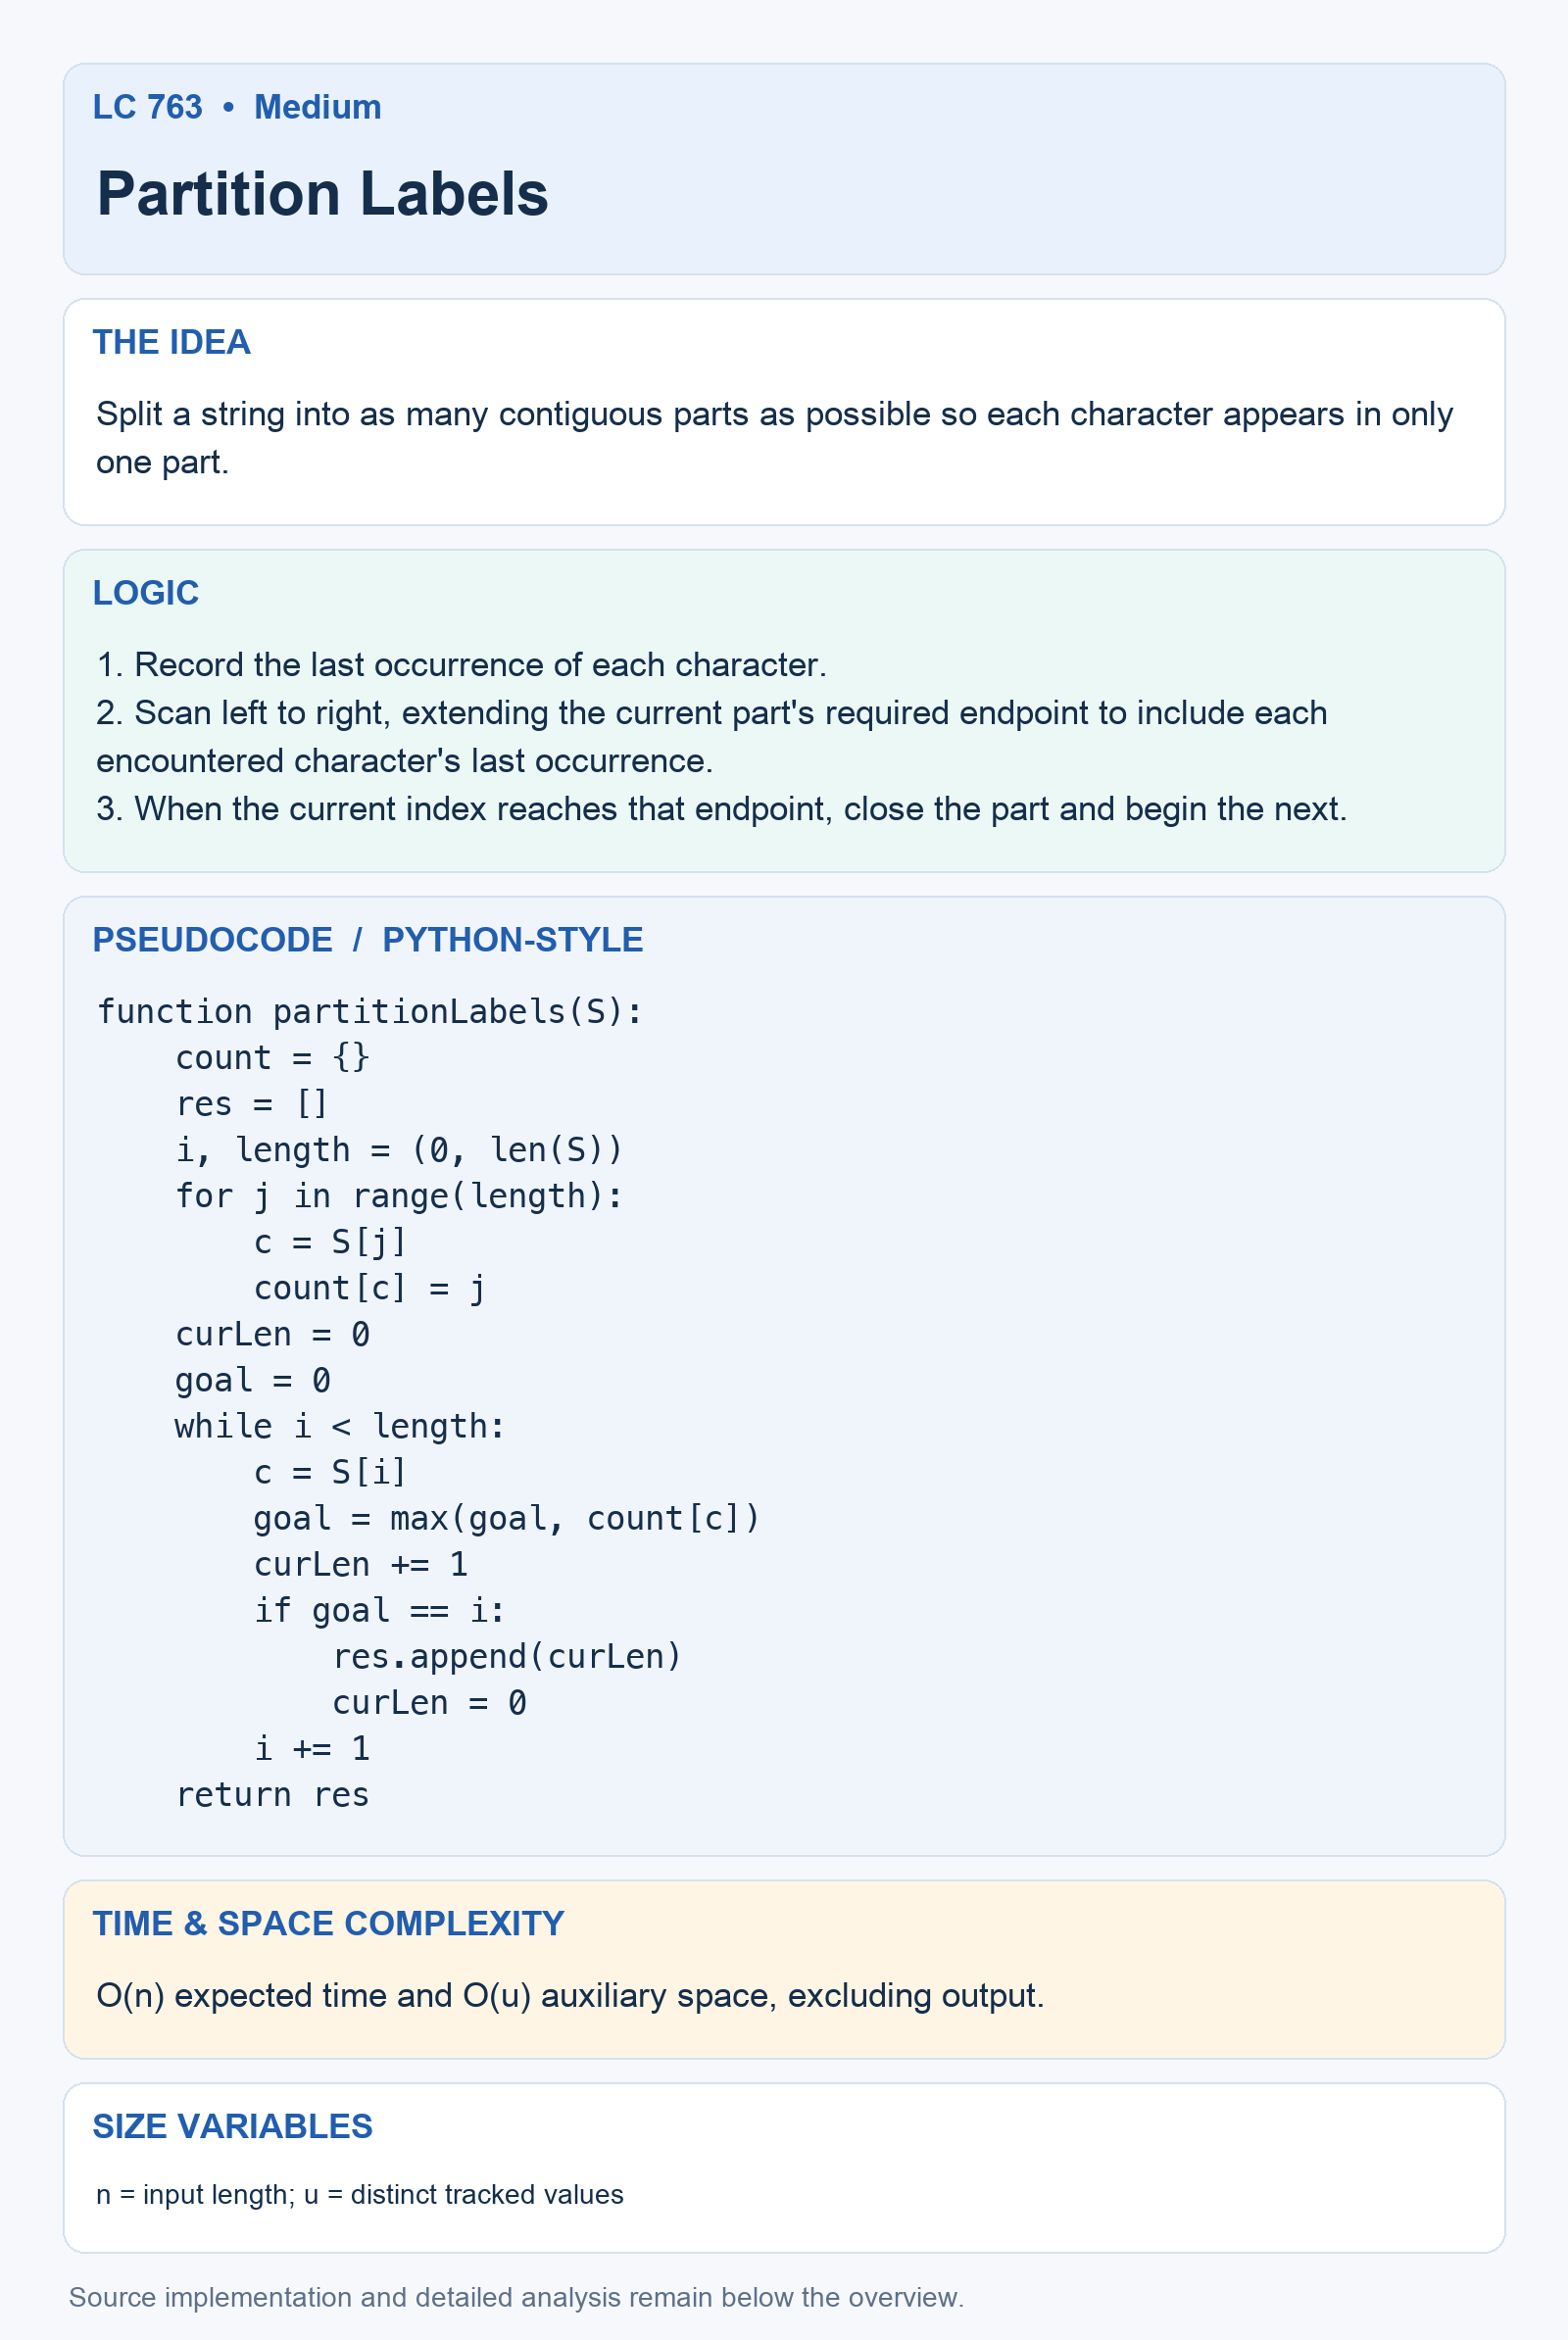 LC 763 • Medium
Partition Labels
THE IDEA
Split a string into as many contiguous parts as possible so each character appears in only
one part.
LOGIC
1. Record the last occurrence of each character.
2. Scan left to right, extending the current part's required endpoint to include each
encountered character's last occurrence.
3. When the current index reaches that endpoint, close the part and begin the next.
PSEUDOCODE / PYTHON-STYLE
function partitionLabels(S):
    count = {}
    res = []
    i, length = (0, len(S))
    for j in range(length):
        c = S[j]
        count[c] = j
    curLen = 0
    goal = 0
    while i < length:
        c = S[i]
        goal = max(goal, count[c])
        curLen += 1
        if goal == i:
            res.append(curLen)
            curLen = 0
        i += 1
    return res
TIME & SPACE COMPLEXITY
O(n) expected time and O(u) auxiliary space, excluding output.
SIZE VARIABLES
n = input length; u = distinct tracked values
Source implementation and detailed analysis remain below the overview.